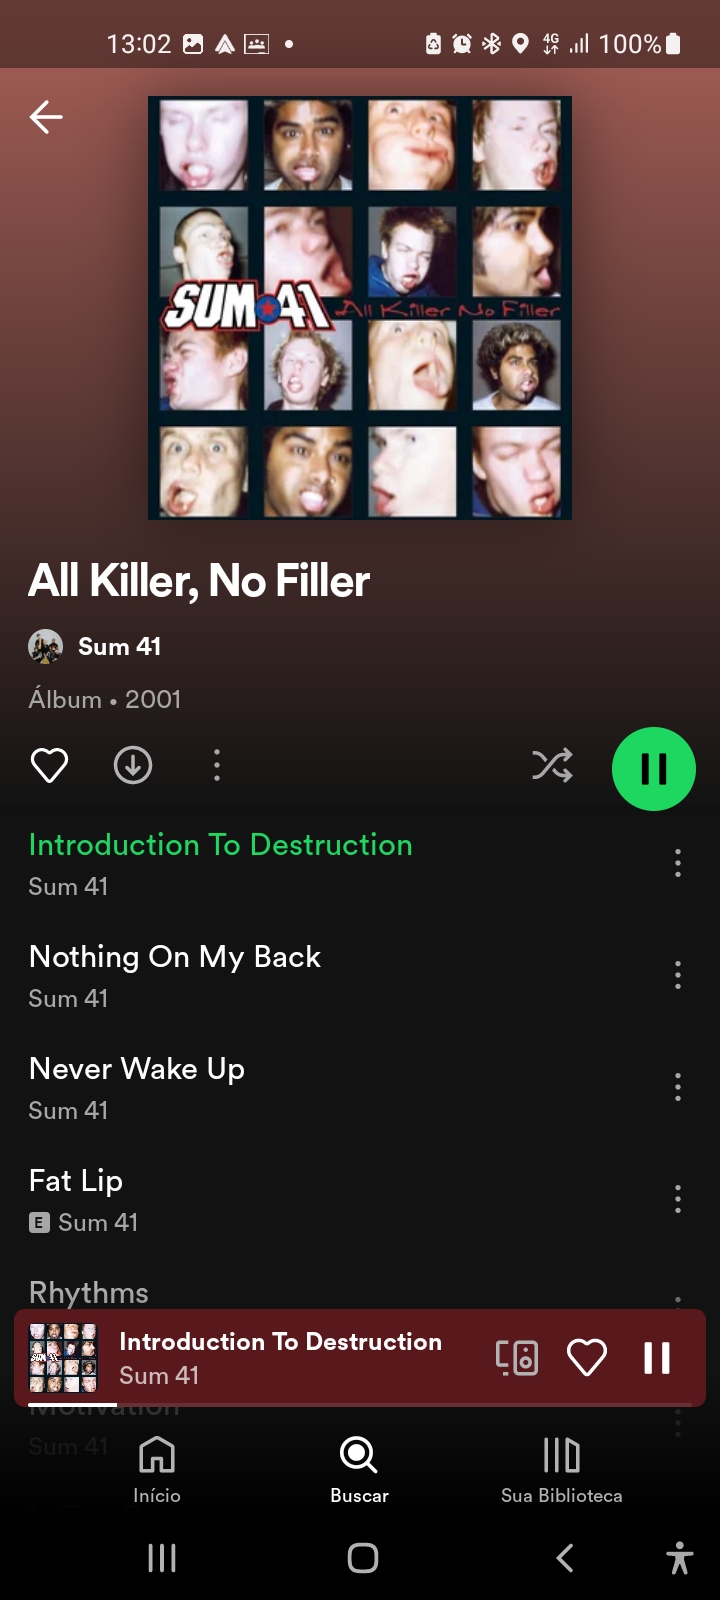 13:02
4G
100%
SUM 41
All Killer No Filler
All Killer, No Filler
Sum 41
Álbum • 2001
Introduction To Destruction
Sum 41
Nothing On My Back
Sum 41
Never Wake Up
Sum 41
Fat Lip
E Sum 41
Rhythms
Introduction To Destruction
Sum 41
Motivation
Sum 41
Início
Buscar
Sua Biblioteca